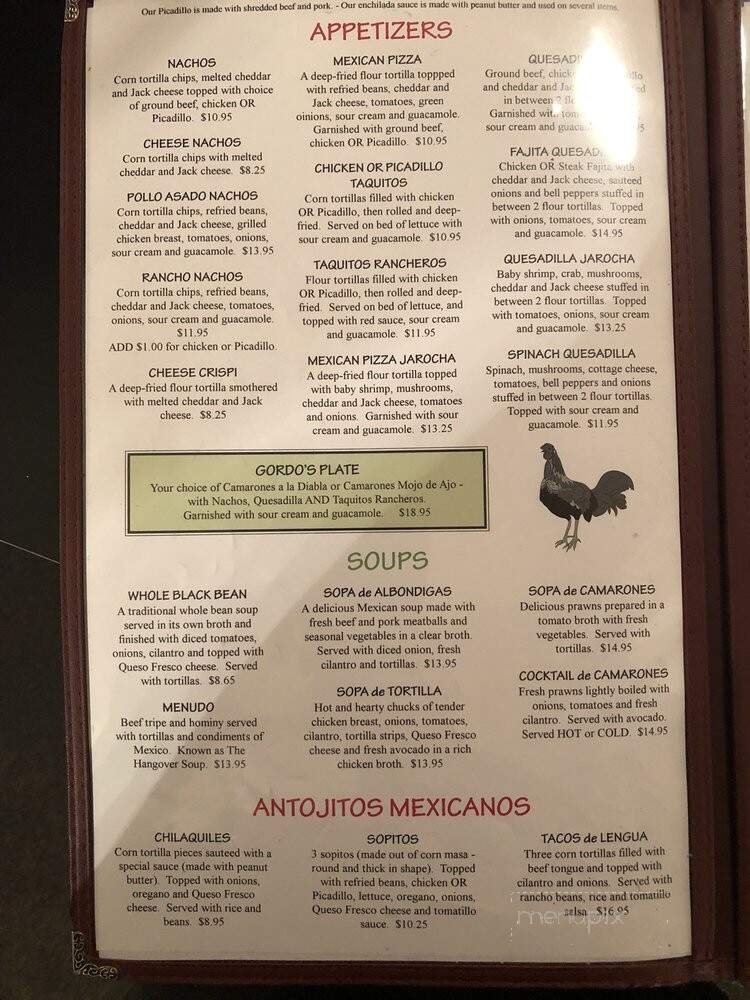 Our Picadillo is made with shredded beef and pork. - Our enchilada sauce is made with peanut butter and used on several items.
APPETIZERS
NACHOS
Corn tortilla chips, melted cheddar
and Jack cheese topped with choice
of ground beef, chicken OR
Picadillo. $10.95
CHEESE NACHOS
Corn tortilla chips with melted
cheddar and Jack cheese. $8.25
POLLO ASADO NACHOS
Corn tortilla chips, refried beans,
cheddar and Jack cheese, grilled
chicken breast, tomatoes, onions,
sour cream and guacamole. $13.95
RANCHO NACHOS
Corn tortilla chips, refried beans,
cheddar and Jack cheese, tomatoes,
onions, sour cream and guacamole.
$11.95
ADD $1.00 for chicken or Picadillo.
CHEESE CRISPI
A deep-fried flour tortilla smothered
with melted cheddar and Jack
cheese. $8.25
MEXICAN PIZZA
A deep-fried flour tortilla toppped
with refried beans, cheddar and
Jack cheese, tomatoes, green
oinions, sour cream and guacamole.
Garnished with ground beef,
chicken OR Picadillo. $10.95
CHICKEN OR PICADILLO
TAQUITOS
Corn tortillas filled with chicken
OR Picadillo, then rolled and deep-
fried. Served on bed of lettuce with
sour cream and guacamole. $10.95
TAQUITOS RANCHEROS
Flour tortillas filled with chicken
OR Picadillo, then rolled and deep-
fried. Served on bed of lettuce, and
topped with red sauce, sour cream
and guacamole. $11.95
MEXICAN PIZZA JAROCHA
A deep-fried flour tortilla topped
with baby shrimp, mushrooms,
cheddar and Jack cheese, tomatoes
and onions. Garnished with sour
cream and guacamole. $13.25
Ground beef,
and cheddar and
in between 2
Garnished with
sour cream and
FAJITA
Chicken OR Steak Fajita with
cheddar and Jack cheese, sauteed
onions and bell peppers stuffed in
between 2 flour tortillas. Topped
with onions, tomatoes, sour cream
and guacamole. $14.95
QUESADILLA JAROCHA
Baby shrimp, crab, mushrooms,
cheddar and Jack cheese stuffed in
between 2 flour tortillas. Topped
with tomatoes, onions, sour cream
and guacamole. $13.25
SPINACH QUESADILLA
Spinach, mushrooms, cottage cheese,
tomatoes, bell peppers and onions
stuffed in between 2 flour tortillas.
Topped with sour cream and
guacamole. $11.95
GORDO'S PLATE
Your choice of Camarones a la Diabla or Camarones Mojo de Ajo -
with Nachos, Quesadilla AND Taquitos Rancheros.
Garnished with sour cream and guacamole. $18.95
SOUPS
WHOLE BLACK BEAN
A traditional whole bean soup
served in its own broth and
finished with diced tomatoes,
onions, cilantro and topped with
Queso Fresco cheese. Served
with tortillas. $8.65
MENUDO
Beef tripe and hominy served
with tortillas and condiments of
Mexico. Known as The
Hangover Soup. $13.95
SOPA de ALBONDIGAS
A delicious Mexican soup made with
fresh beef and pork meatballs and
seasonal vegetables in a clear broth.
Served with diced onion, fresh
cilantro and tortillas. $13.95
SOPA de TORTILLA
Hot and hearty chucks of tender
chicken breast, onions, tomatoes,
cilantro, tortilla strips, Queso Fresco
cheese and fresh avocado in a rich
chicken broth. $13.95
SOPA de CAMARONES
Delicious prawns prepared in a
tomato broth with fresh
vegetables. Served with
tortillas. $14.95
COCKTAIL de CAMARONES
Fresh prawns lightly boiled with
onions, tomatoes and fresh
cilantro. Served with avocado.
Served HOT or COLD. $14.95
ANTOJITOS MEXICANOS
CHILAQUILES
Corn tortilla pieces sauteed with a
special sauce (made with peanut
butter). Topped with onions,
oregano and Queso Fresco
cheese. Served with rice and
beans. $8.95
SOPITOS
3 sopitos (made out of corn masa -
round and thick in shape). Topped
with refried beans, chicken OR
Picadillo, lettuce, oregano, onions,
Queso Fresco cheese and tomatillo
sauce. $10.25
TACOS de LENGUA
Three corn tortillas filled with
beef tongue and topped with
cilantro and onions. Served with
rancho beans, rice and tomatillo
salsa. $16.95
menupix